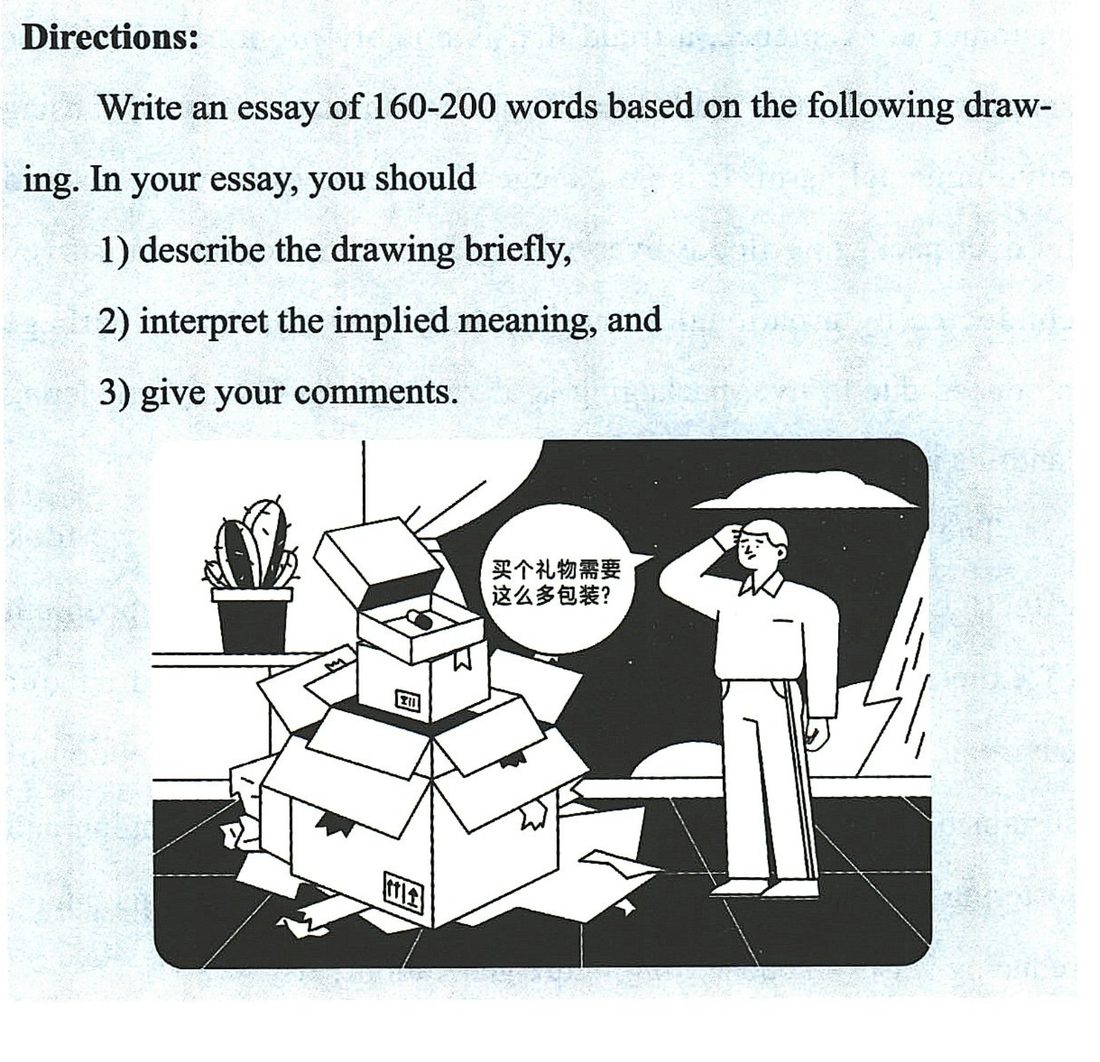 Directions:
Write an essay of 160-200 words based on the following draw-
ing. In your essay, you should
1) describe the drawing briefly,
2) interpret the implied meaning, and
3) give your comments.
买个礼物需要
这么多包装?